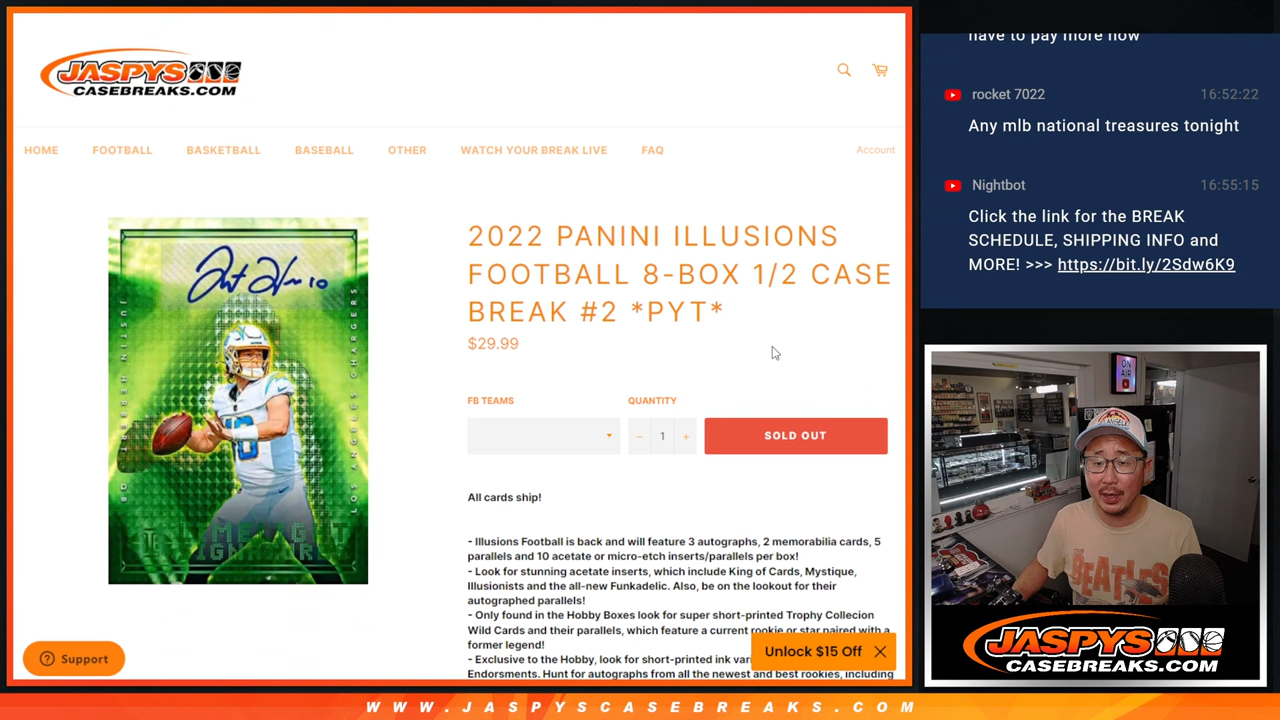 JASPYS
CASEBREAKS.COM
HOME FOOTBALL BASKETBALL BASEBALL OTHER WATCH YOUR BREAK LIVE FAQ Account
JUSTIN HERBERT QB
LOS ANGELES CHARGERS
2022 PANINI ILLUSIONS
FOOTBALL 8-BOX 1/2 CASE
BREAK #2 *PYT*
$29.99
FB TEAMS QUANTITY
− 1 + SOLD OUT
All cards ship!
- Illusions Football is back and will feature 3 autographs, 2 memorabilia cards, 5
parallels and 10 acetate or micro-etch inserts/parallels per box!
- Look for stunning acetate inserts, which include King of Cards, Mystique,
Illusionists and the all-new Funkadelic. Also, be on the lookout for their
autographed parallels!
- Only found in the Hobby Boxes look for super short-printed Trophy Collecion
Wild Cards and their parallels, which feature a current rookie or star paired with a
former legend!
- Exclusive to the Hobby, look for short-printed ink vari
Endorsments. Hunt for autographs from all the newest and best rookies, including
Support
Unlock $15 Off
have to pay more now
rocket 7022 16:52:22
Any mlb national treasures tonight
Nightbot 16:55:15
Click the link for the BREAK
SCHEDULE, SHIPPING INFO and
MORE! >>> https://bit.ly/2Sdw6K9
ON
AIR
BEATLES
JASPYS
CASEBREAKS.COM
WWW.JASPYSCASEBREAKS.COM